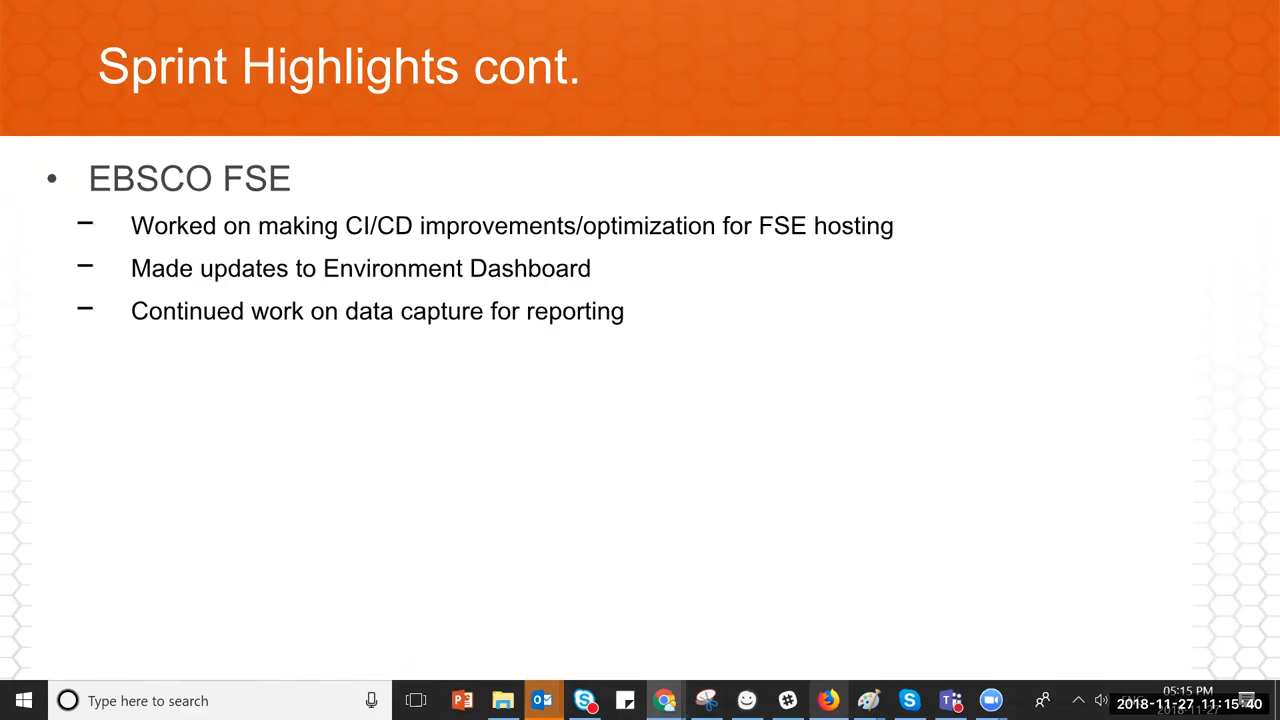 Sprint Highlights cont.
• EBSCO FSE
– Worked on making CI/CD improvements/optimization for FSE hosting
– Made updates to Environment Dashboard
– Continued work on data capture for reporting
Type here to search
05:15 PM
2018-11-27 11:15:40